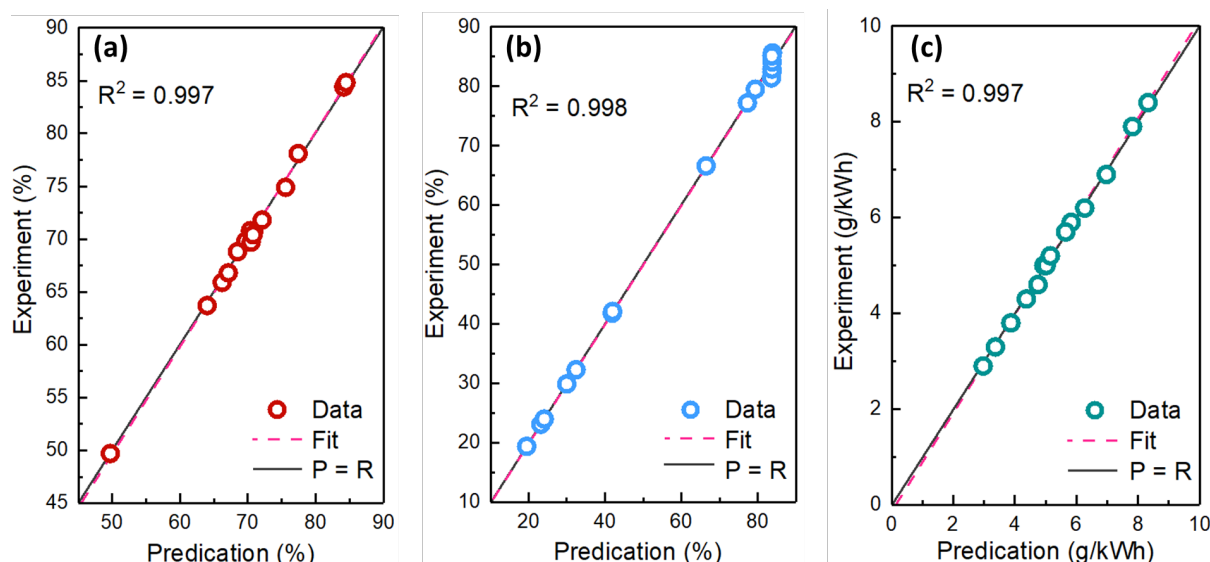 (a)
R² = 0.997
Experiment (%)
90
85
80
75
70
65
60
55
50
45
Data
Fit
P = R
50
60
70
80
90
Predication (%)
(b)
R² = 0.998
Experiment (%)
90
80
70
60
50
40
30
20
10
Data
Fit
P = R
20
40
60
80
Predication (%)
(c)
R² = 0.997
Experiment (g/kWh)
10
8
6
4
2
0
Data
Fit
P = R
0
2
4
6
8
10
Predication (g/kWh)